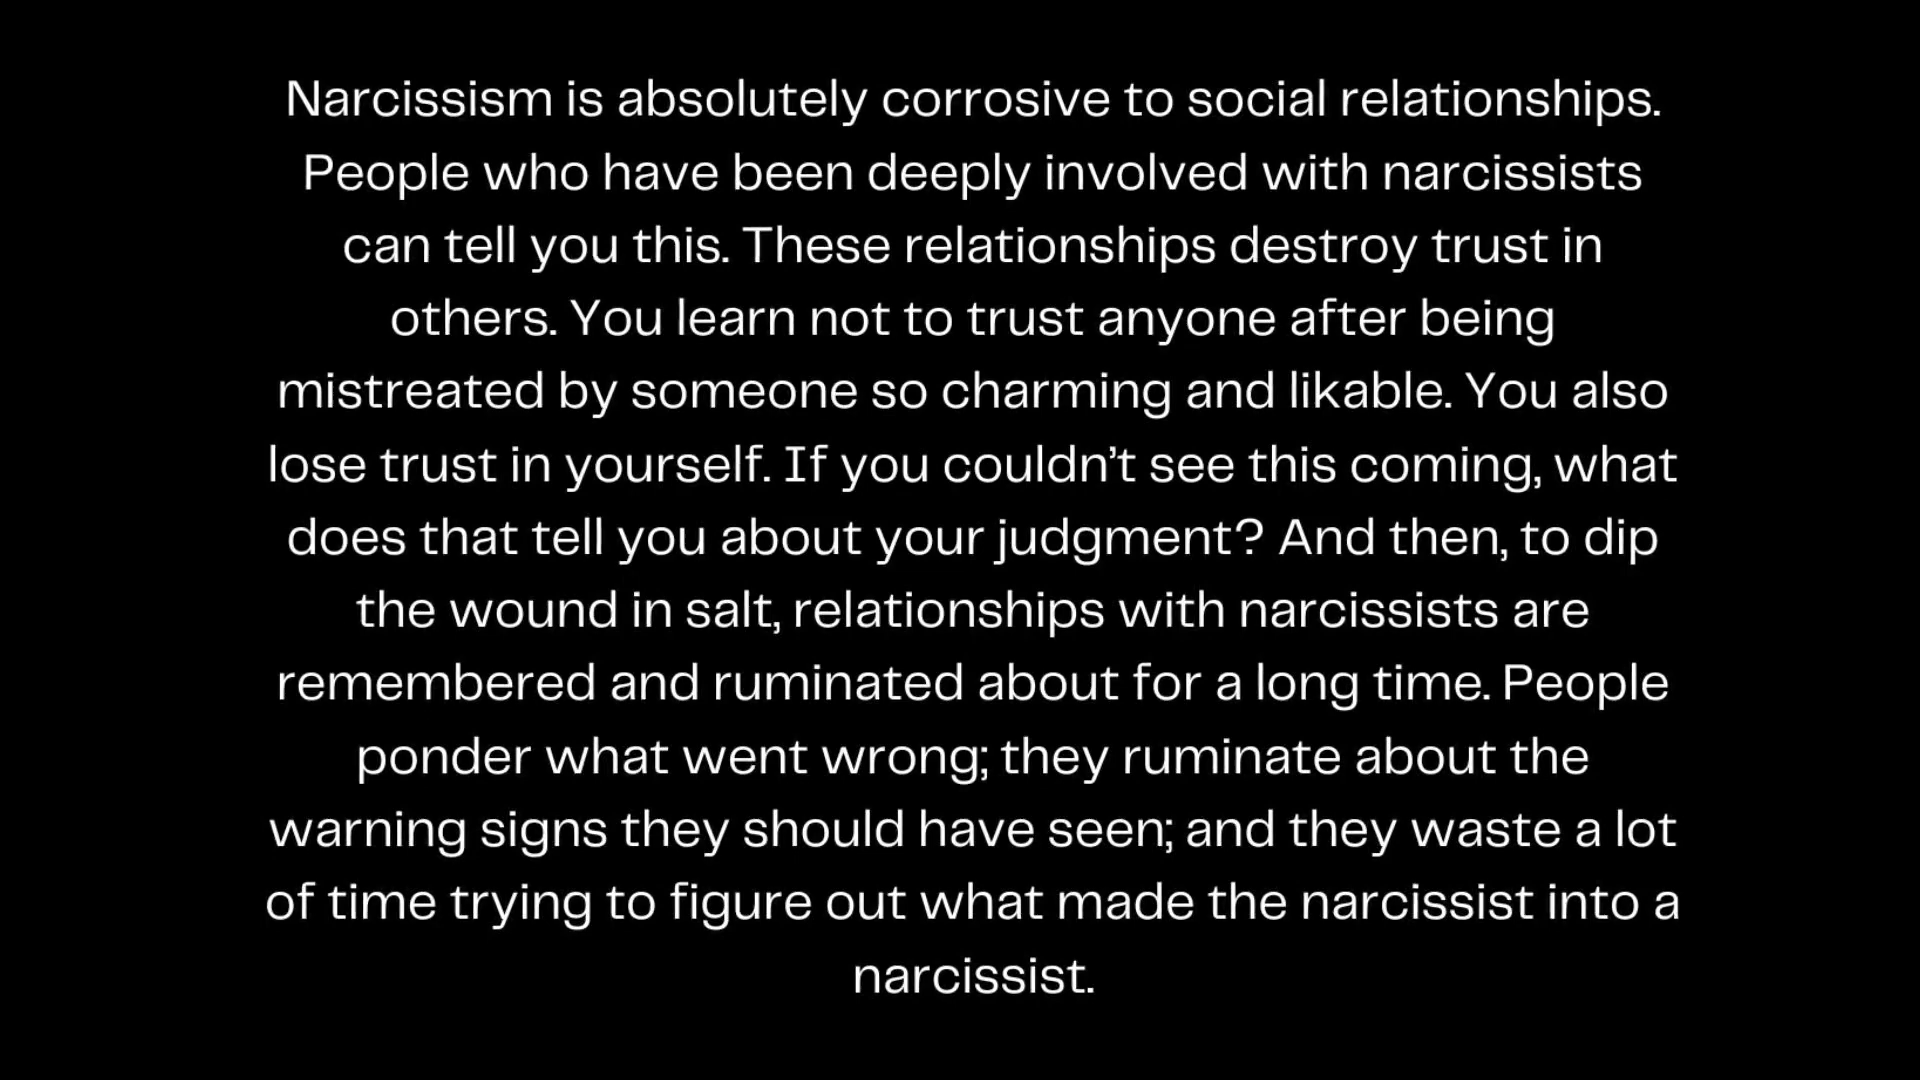 Narcissism is absolutely corrosive to social relationships.
People who have been deeply involved with narcissists
can tell you this. These relationships destroy trust in
others. You learn not to trust anyone after being
mistreated by someone so charming and likable. You also
lose trust in yourself. If you couldn’t see this coming, what
does that tell you about your judgment? And then, to dip
the wound in salt, relationships with narcissists are
remembered and ruminated about for a long time. People
ponder what went wrong; they ruminate about the
warning signs they should have seen; and they waste a lot
of time trying to figure out what made the narcissist into a
narcissist.